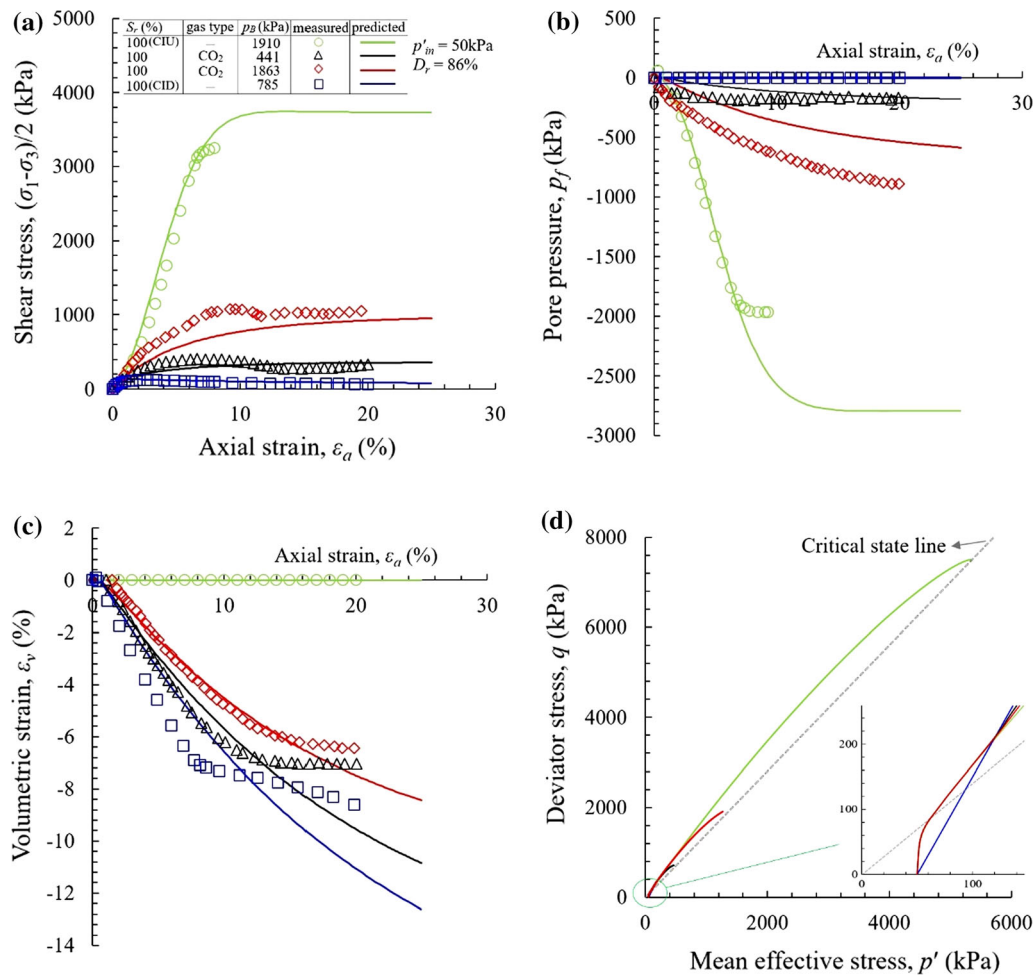 (a)
5000
4000
3000
2000
1000
0
Shear stress, (σ1-σ3)/2 (kPa)
Sr (%) gas type pB (kPa) measured predicted
100(CIU) — 1910
100 CO2 441
100 CO2 1863
100(CID) — 785
p'in = 50kPa
Dr = 86%
0 10 20 30
Axial strain, εa (%)
(b)
Axial strain, εa (%)
0 10 20 30
0
-500
-1000
-1500
-2000
-2500
-3000
Pore pressure, pf (kPa)
(c)
2
0
-2
-4
-6
-8
-10
-12
-14
Volumetric strain, εv (%)
Axial strain, εa (%)
0 10 20 30
(d)
8000
6000
4000
2000
0
Deviator stress, q (kPa)
Critical state line
200
100
0
100
0 2000 4000 6000
Mean effective stress, p' (kPa)